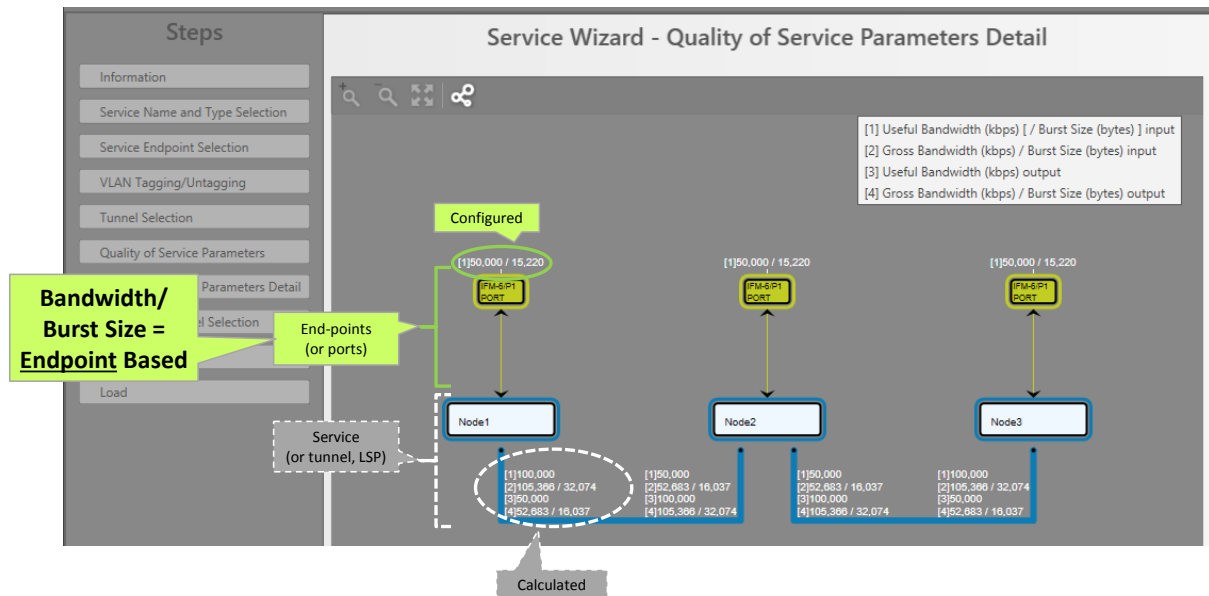 Steps
Service Wizard - Quality of Service Parameters Detail
Information
Service Name and Type Selection
Service Endpoint Selection
VLAN Tagging/Untagging
Tunnel Selection
Quality of Service Parameters
Parameters Detail
Selection
Load
Bandwidth/
Burst Size =
Endpoint Based
[1] Useful Bandwidth (kbps) [ / Burst Size (bytes) ] input
[2] Gross Bandwidth (kbps) / Burst Size (bytes) input
[3] Useful Bandwidth (kbps) output
[4] Gross Bandwidth (kbps) / Burst Size (bytes) output
Configured
[1]50,000 / 15,220
IFM-6/P1
PORT
[1]50,000 / 15,220
IFM-6/P1
PORT
[1]50,000 / 15,220
IFM-6/P1
PORT
End-points
(or ports)
Node1
Node2
Node3
Service
(or tunnel, LSP)
[1]100,000
[2]105,366 / 32,074
[3]50,000
[4]52,683 / 16,037
[1]50,000
[2]52,683 / 16,037
[3]100,000
[4]105,366 / 32,074
[1]50,000
[2]52,683 / 16,037
[3]100,000
[4]105,366 / 32,074
[1]100,000
[2]105,366 / 32,074
[3]50,000
[4]52,683 / 16,037
Calculated